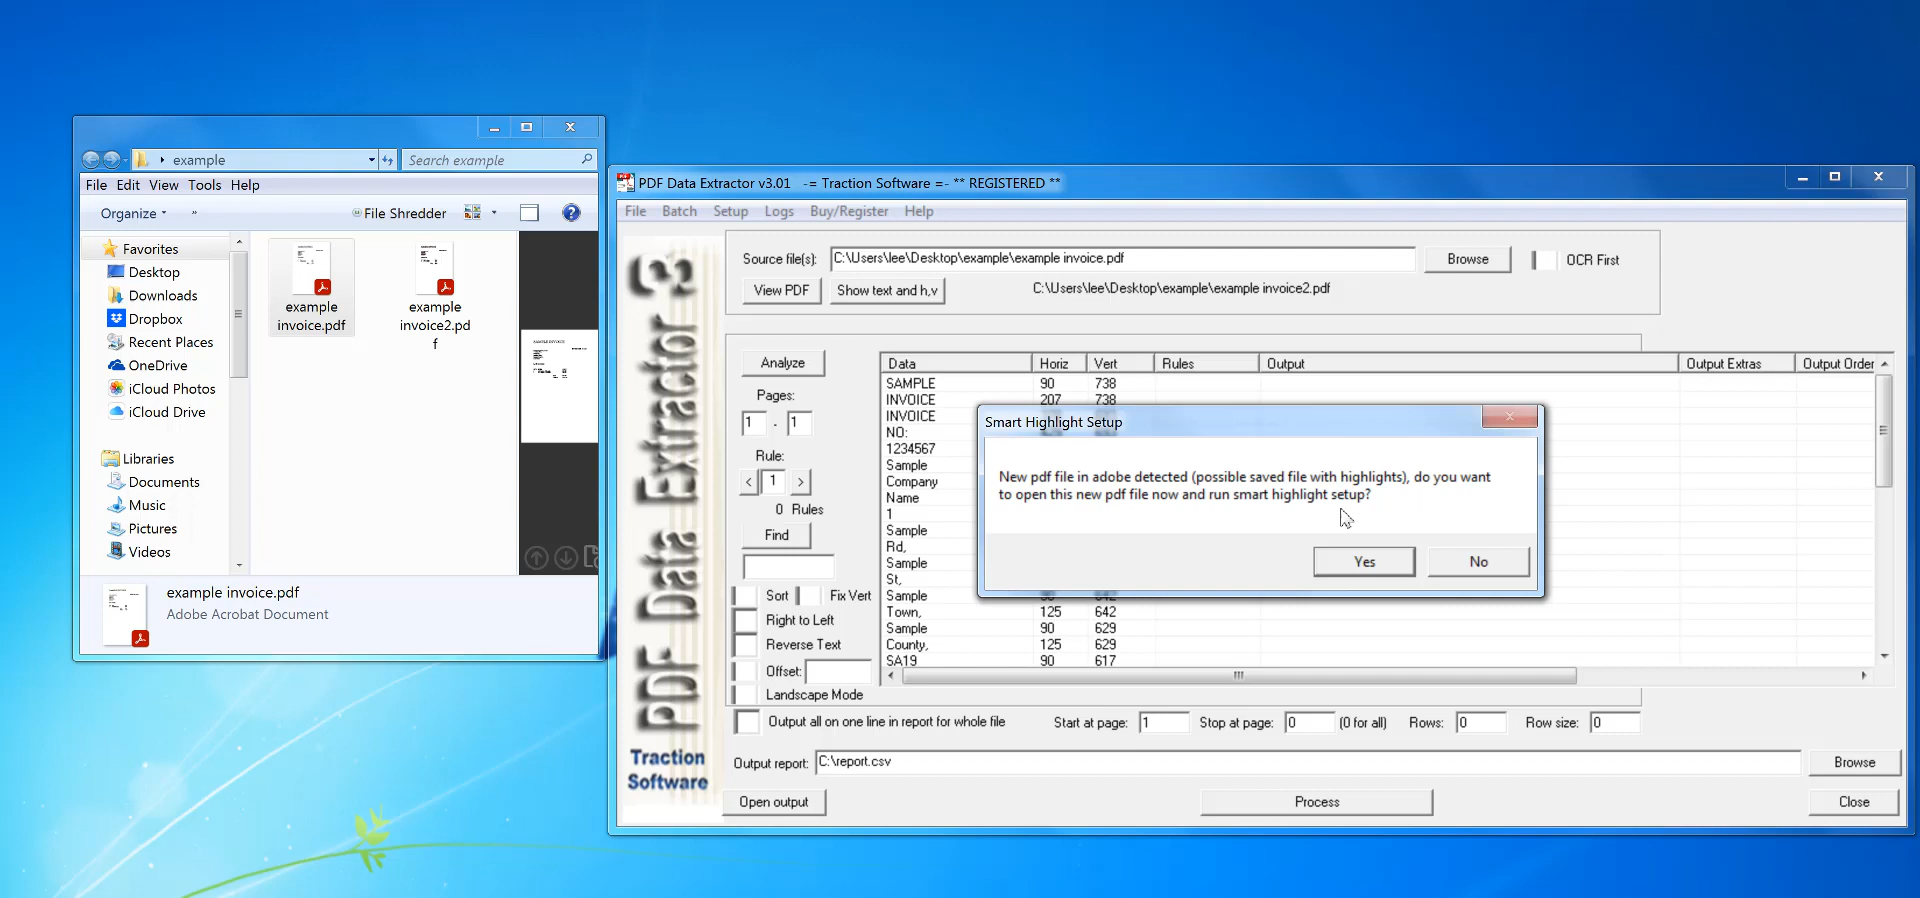 example
Search example
File Edit View Tools Help
Organize
»
File Shredder
Favorites
Desktop
Downloads
Dropbox
Recent Places
OneDrive
iCloud Photos
iCloud Drive
Libraries
Documents
Music
Pictures
Videos
example
invoice.pdf
example
invoice2.pd
f
SAMPLE INVOICE
example invoice.pdf
Adobe Acrobat Document
PDF Data Extractor v3.01 -= Traction Software =- ** REGISTERED **
File Batch Setup Logs Buy/Register Help
PDF Data Extractor 3
Traction
Software
Source file(s): C:\Users\lee\Desktop\example\example invoice.pdf Browse OCR First
View PDF Show text and h,v C:\Users\lee\Desktop\example\example invoice2.pdf
Analyze
Pages:
1 - 1
Rule:
< 1 >
0 Rules
Find
Sort Fix Vert
Right to Left
Reverse Text
Offset:
Landscape Mode
Data Horiz Vert Rules Output Output Extras Output Order
SAMPLE 90 738
INVOICE 207 738
INVOICE
NO:
1234567
Sample
Company
Name
1
Sample
Rd,
Sample
St,
Sample 90 642
Town, 125 642
Sample 90 629
County, 125 629
SA19 90 617
Smart Highlight Setup
New pdf file in adobe detected (possible saved file with highlights), do you want
to open this new pdf file now and run smart highlight setup?
Yes No
Output all on one line in report for whole file Start at page: 1 Stop at page: 0 (0 for all) Rows: 0 Row size: 0
Output report: C:\report.csv Browse
Open output Process Close